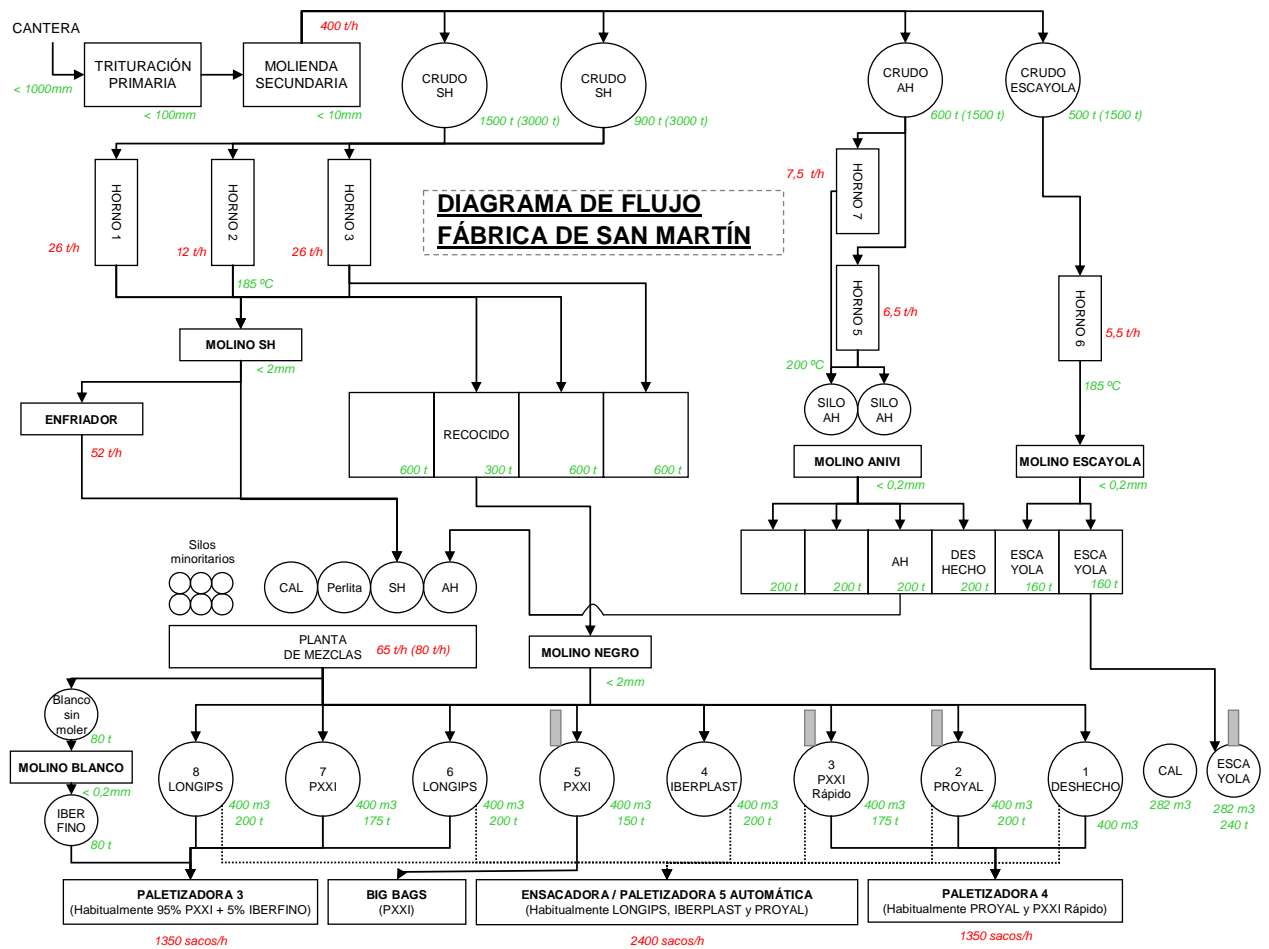 CANTERA
< 1000mm
TRITURACIÓN
PRIMARIA
< 100mm
MOLIENDA
SECUNDARIA
< 10mm
400 t/h
CRUDO
SH
1500 t (3000 t)
CRUDO
SH
900 t (3000 t)
CRUDO
AH
600 t (1500 t)
CRUDO
ESCAYOLA
500 t (1500 t)
HORNO 1
26 t/h
HORNO 2
12 t/h
HORNO 3
26 t/h
185 ºC
DIAGRAMA DE FLUJO
FÁBRICA DE SAN MARTÍN
7,5 t/h
HORNO 7
HORNO 5
6,5 t/h
200 ºC
HORNO 6
5,5 t/h
185 ºC
MOLINO SH
< 2mm
ENFRIADOR
52 t/h
600 t
RECOCIDO
300 t
600 t
600 t
SILO
AH
SILO
AH
MOLINO ANIVI
< 0,2mm
MOLINO ESCAYOLA
< 0,2mm
200 t
200 t
AH
200 t
DES
HECHO
200 t
ESCA
YOLA
160 t
ESCA
YOLA
160 t
Silos
minoritarios
CAL
Perlita
SH
AH
PLANTA
DE MEZCLAS
65 t/h (80 t/h)
MOLINO NEGRO
< 2mm
Blanco
sin
moler
80 t
MOLINO BLANCO
< 0,2mm
IBER
FINO
80 t
8
LONGIPS
400 m3
200 t
7
PXXI
400 m3
175 t
6
LONGIPS
400 m3
200 t
5
PXXI
400 m3
150 t
4
IBERPLAST
400 m3
200 t
3
PXXI
Rápido
400 m3
175 t
2
PROYAL
400 m3
200 t
1
DESHECHO
400 m3
CAL
282 m3
ESCA
YOLA
282 m3
240 t
PALETIZADORA 3
(Habitualmente 95% PXXI + 5% IBERFINO)
1350 sacos/h
BIG BAGS
(PXXI)
ENSACADORA / PALETIZADORA 5 AUTOMÁTICA
(Habitualmente LONGIPS, IBERPLAST y PROYAL)
2400 sacos/h
PALETIZADORA 4
(Habitualmente PROYAL y PXXI Rápido)
1350 sacos/h